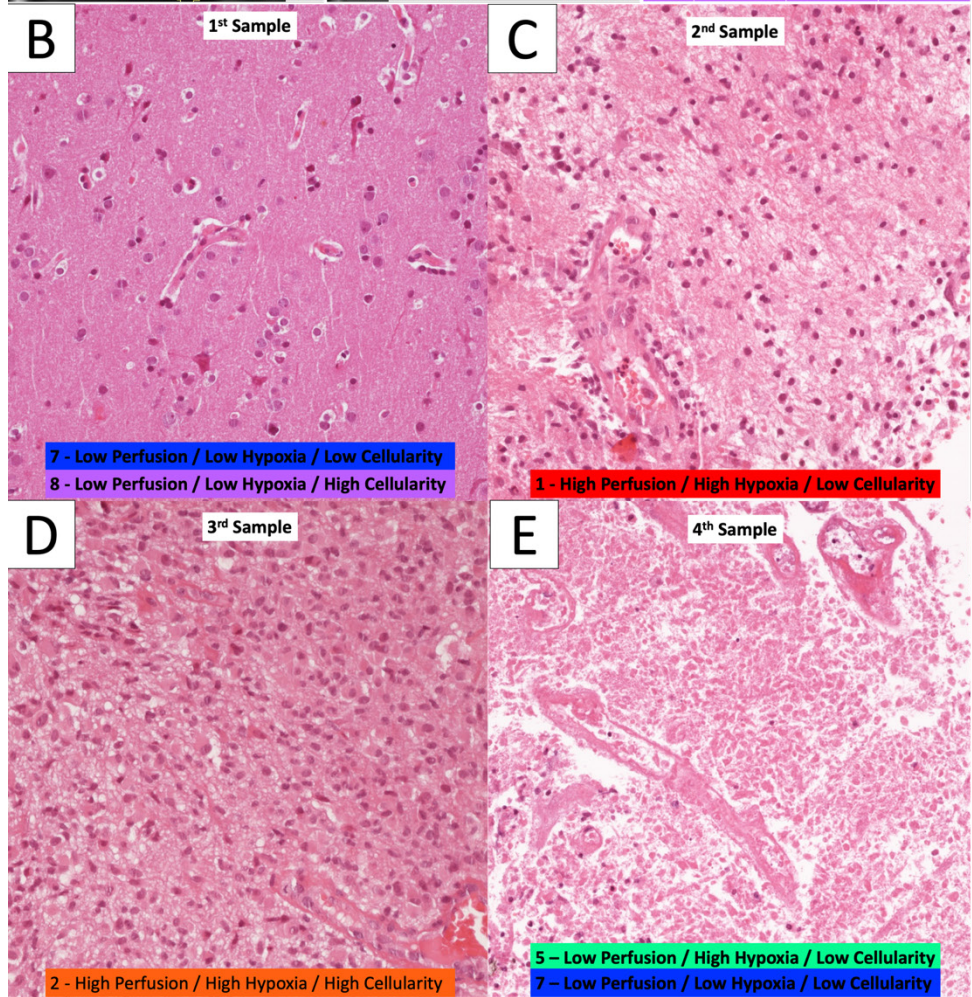 B
1st Sample
7 - Low Perfusion / Low Hypoxia / Low Cellularity
8 - Low Perfusion / Low Hypoxia / High Cellularity
C
2nd Sample
1 - High Perfusion / High Hypoxia / Low Cellularity
D
3rd Sample
2 - High Perfusion / High Hypoxia / High Cellularity
E
4th Sample
5 – Low Perfusion / High Hypoxia / Low Cellularity
7 – Low Perfusion / Low Hypoxia / Low Cellularity